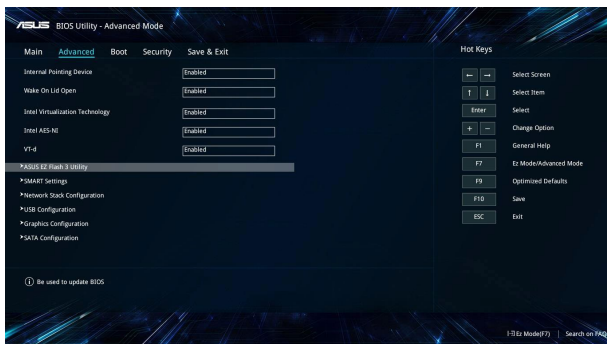 ASUS BIOS Utility - Advanced Mode
Main Advanced Boot Security Save & Exit
Hot Keys
Internal Pointing Device Enabled
Wake On Lid Open Enabled
Intel Virtualization Technology Enabled
Intel AES-NI Enabled
VT-d Enabled
ASUS EZ Flash 3 Utility
SMART Settings
Network Stack Configuration
USB Configuration
Graphics Configuration
SATA Configuration
← → Select Screen
↑ ↓ Select Item
Enter Select
+ − Change Option
F1 General Help
F7 Ez Mode/Advanced Mode
F9 Optimized Defaults
F10 Save
ESC Exit
Be used to update BIOS
Ez Mode(F7) | Search on FAQ